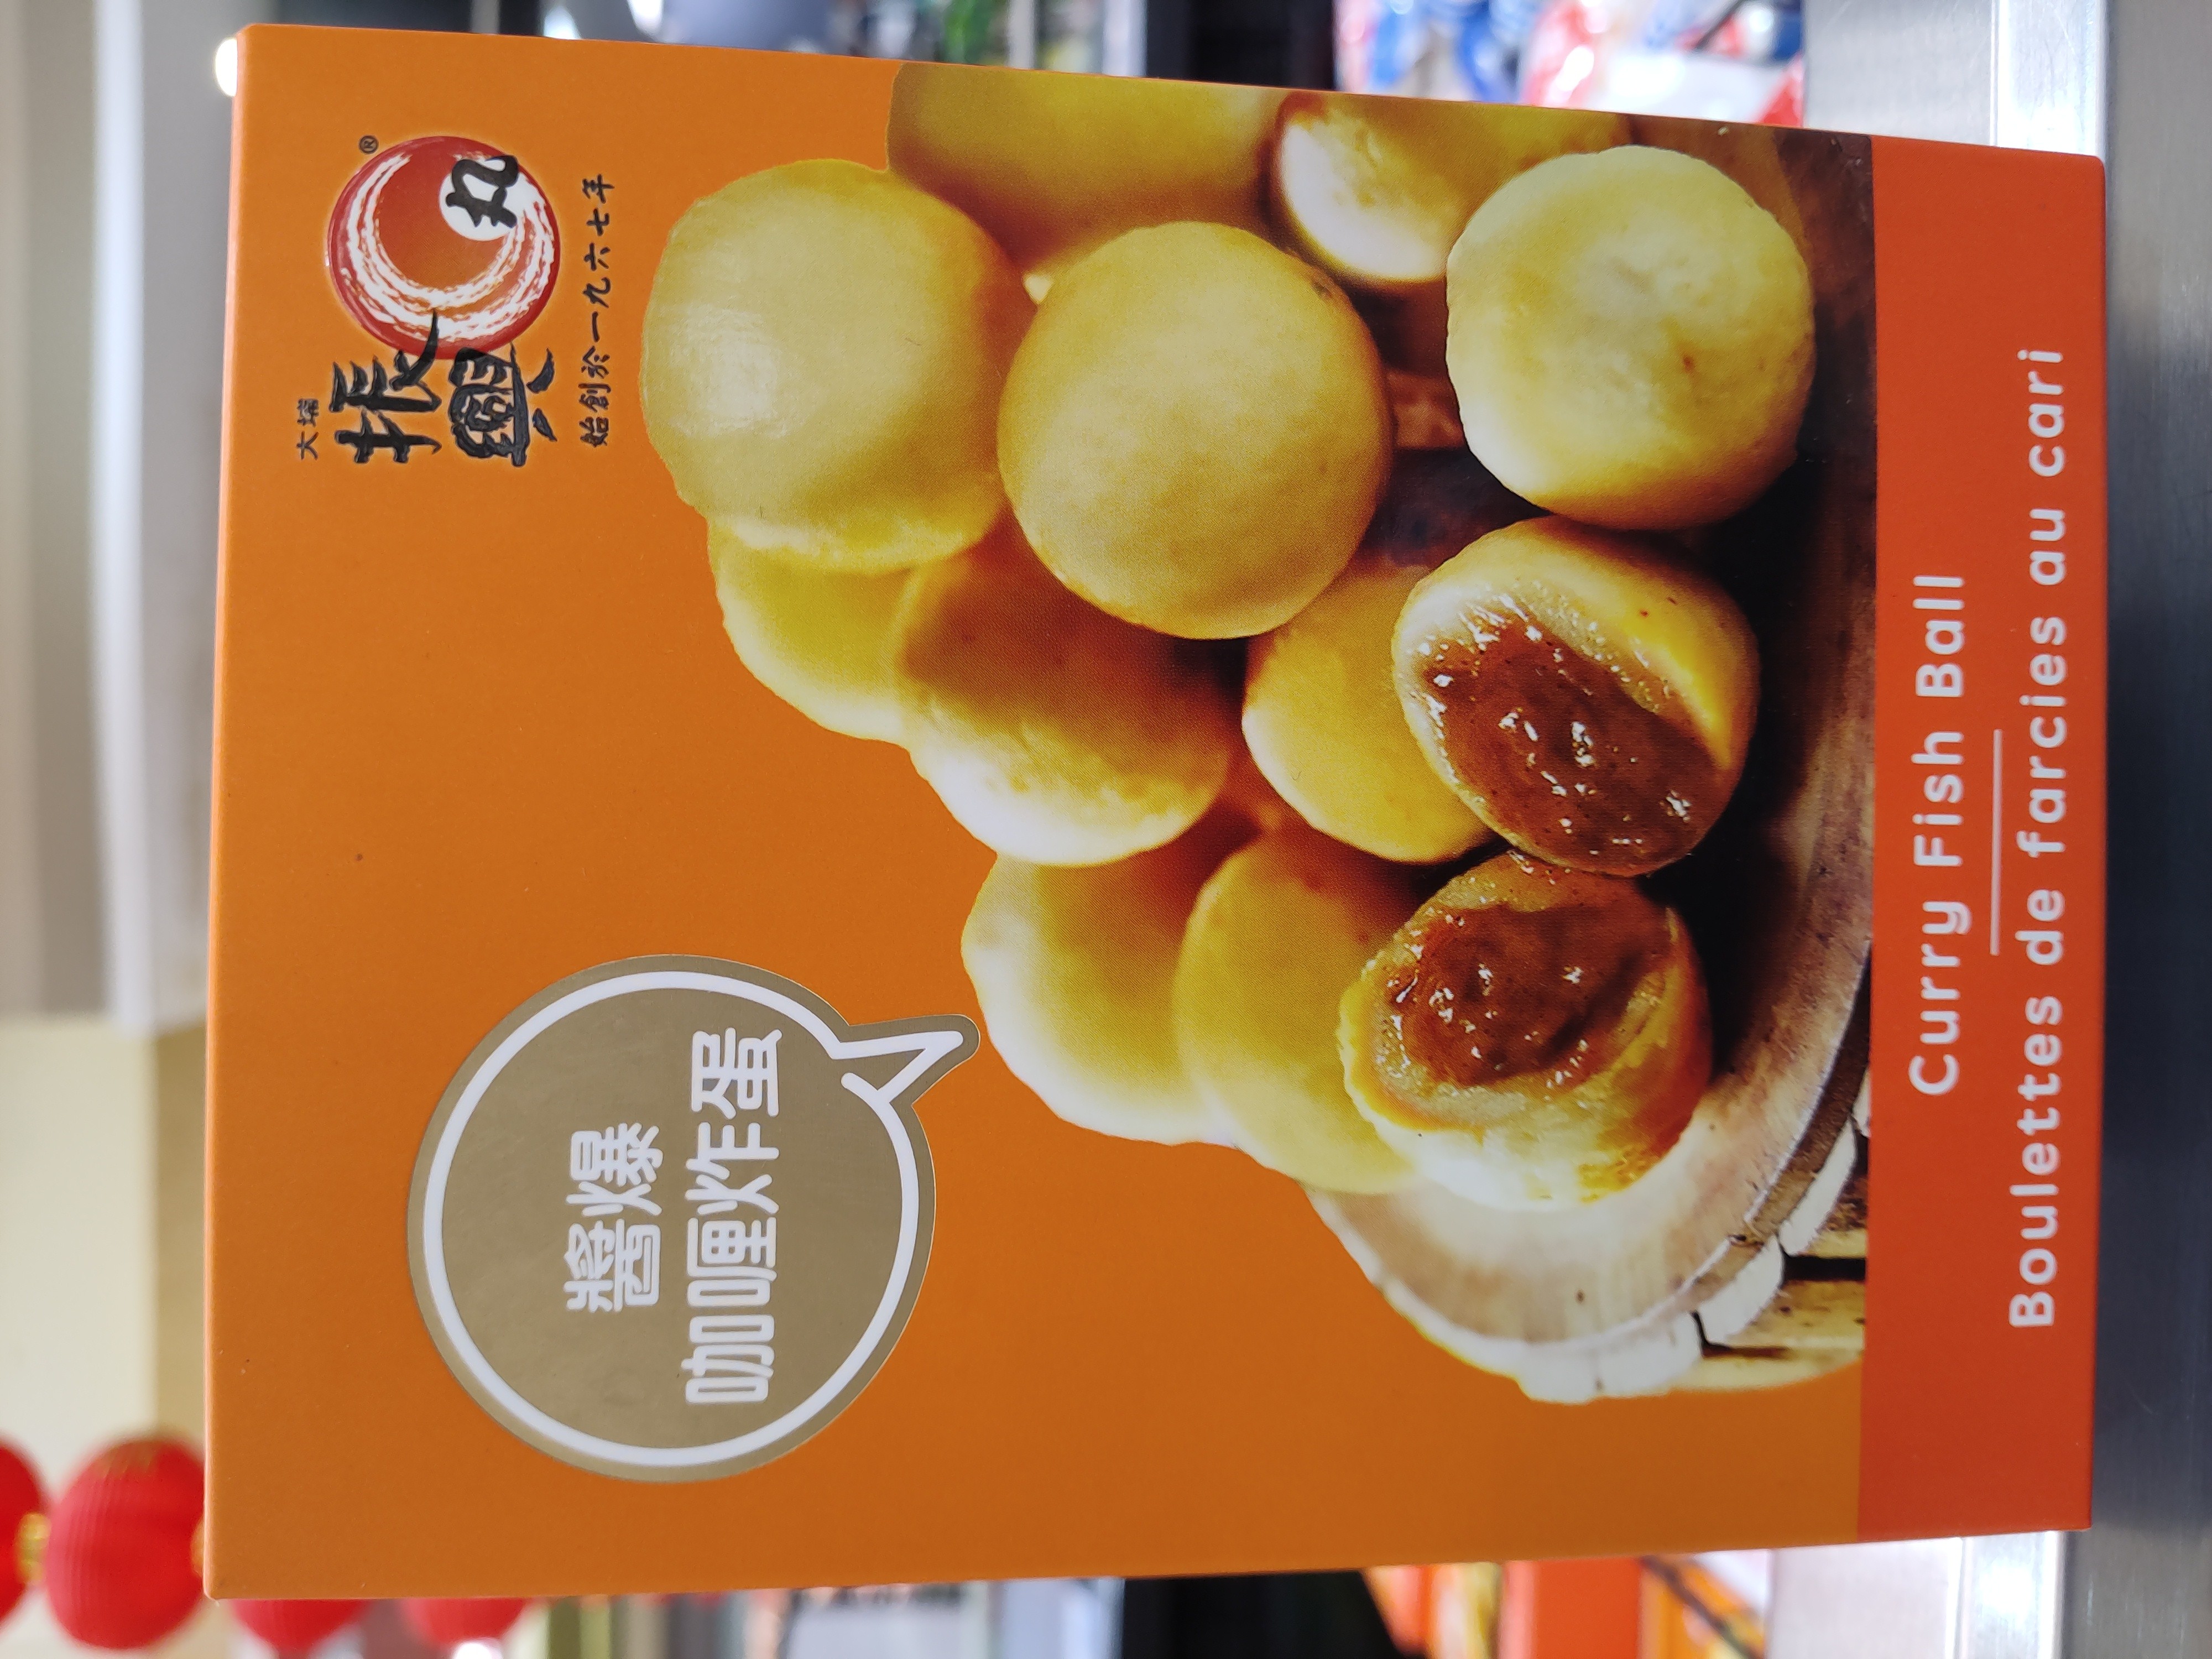 醬爆
咖喱炸蛋
大埔
振興
丸
®
始創於一九六七年
Curry Fish Ball
Boulettes de farcies au cari